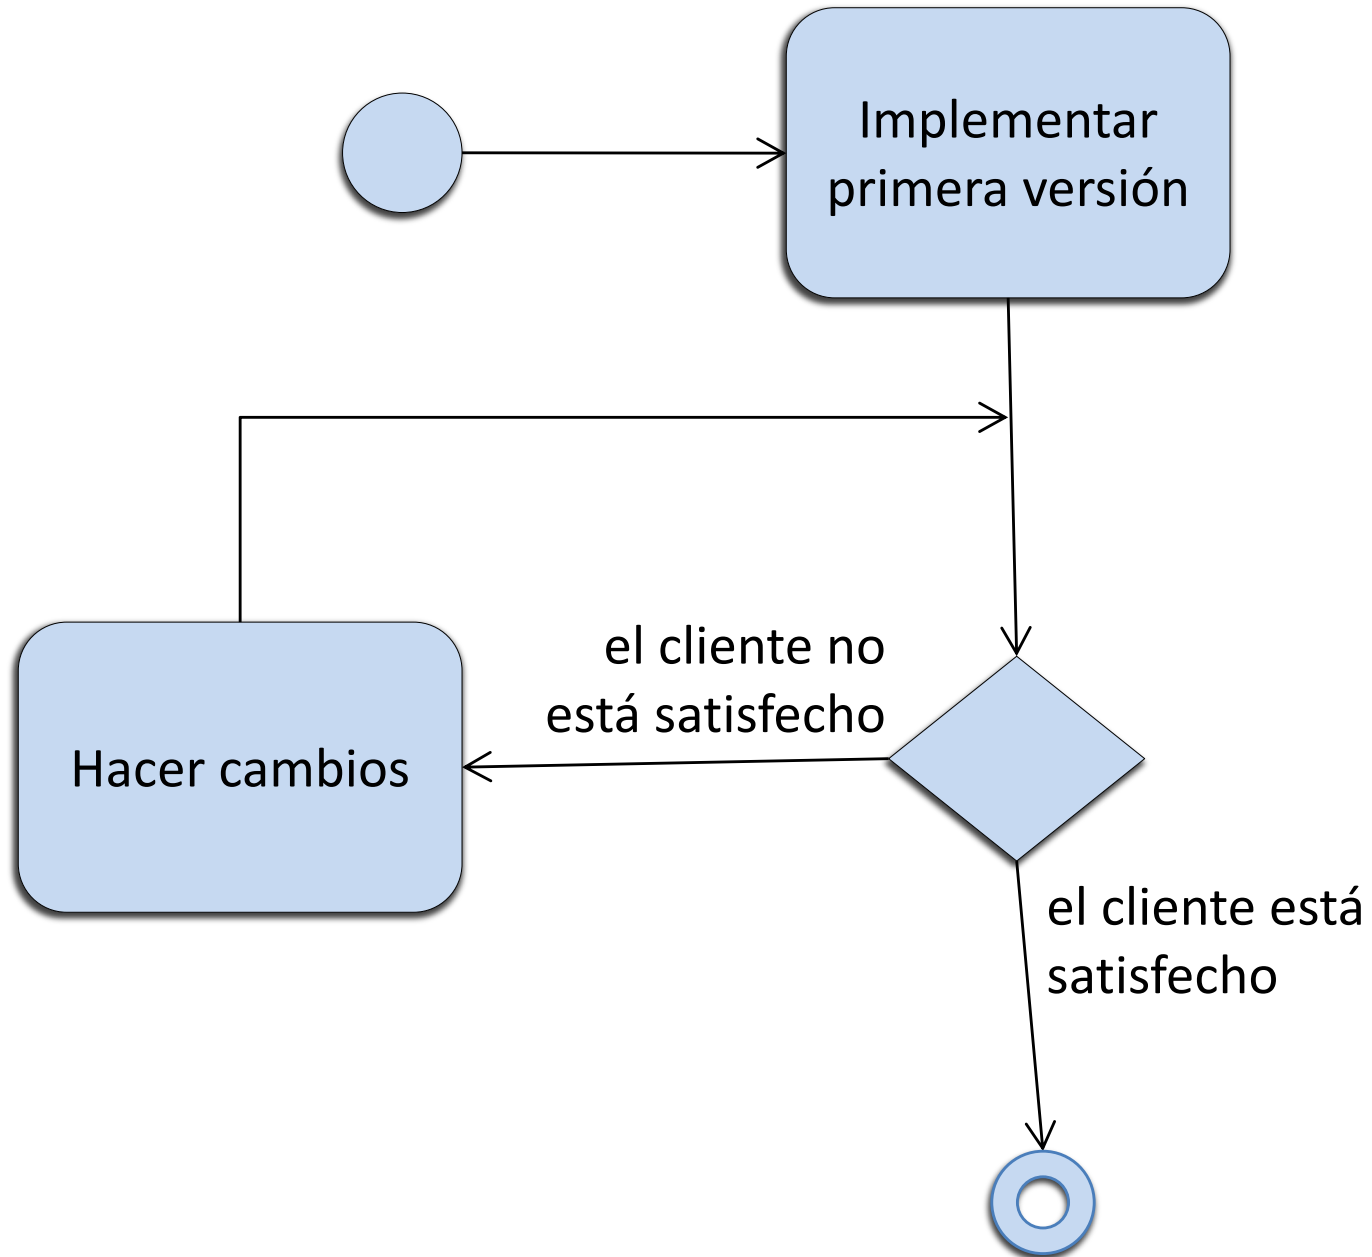 Implementar
primera versión
el cliente no
está satisfecho
Hacer cambios
el cliente está
satisfecho